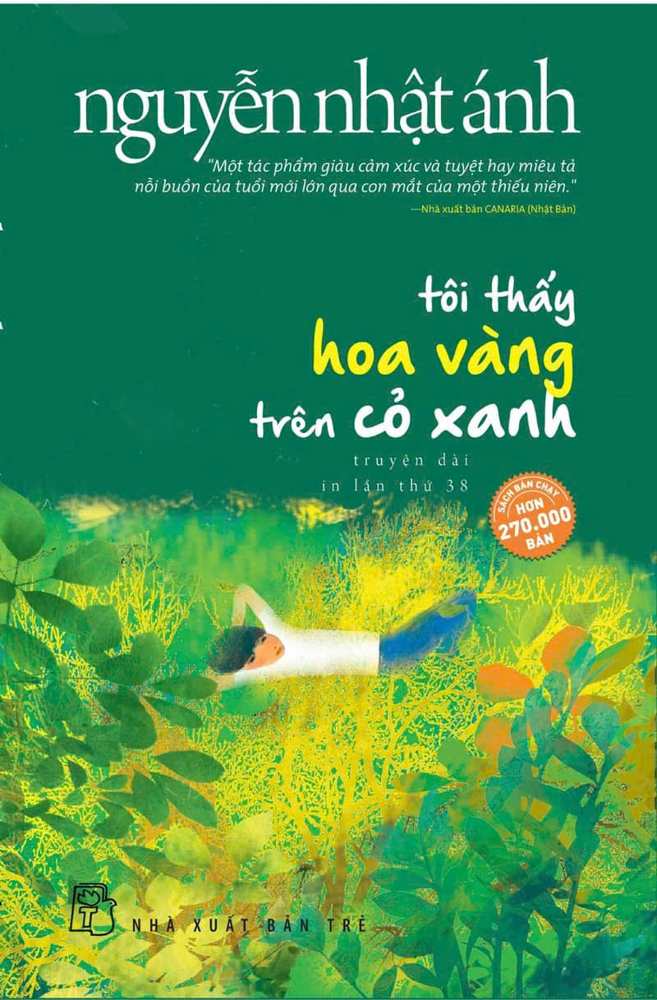 nguyễn nhật ánh
"Một tác phẩm giàu cảm xúc và tuyệt hay miêu tả
nỗi buồn của tuổi mới lớn qua con mắt của một thiếu niên."
—Nhà xuất bản CANARIA (Nhật Bản)
tôi thấy
hoa vàng
trên cỏ xanh
truyện dài
in lần thứ 38
SÁCH BÁN CHẠY
HƠN
270.000
BẢN
T
NHÀ XUẤT BẢN TRẺ